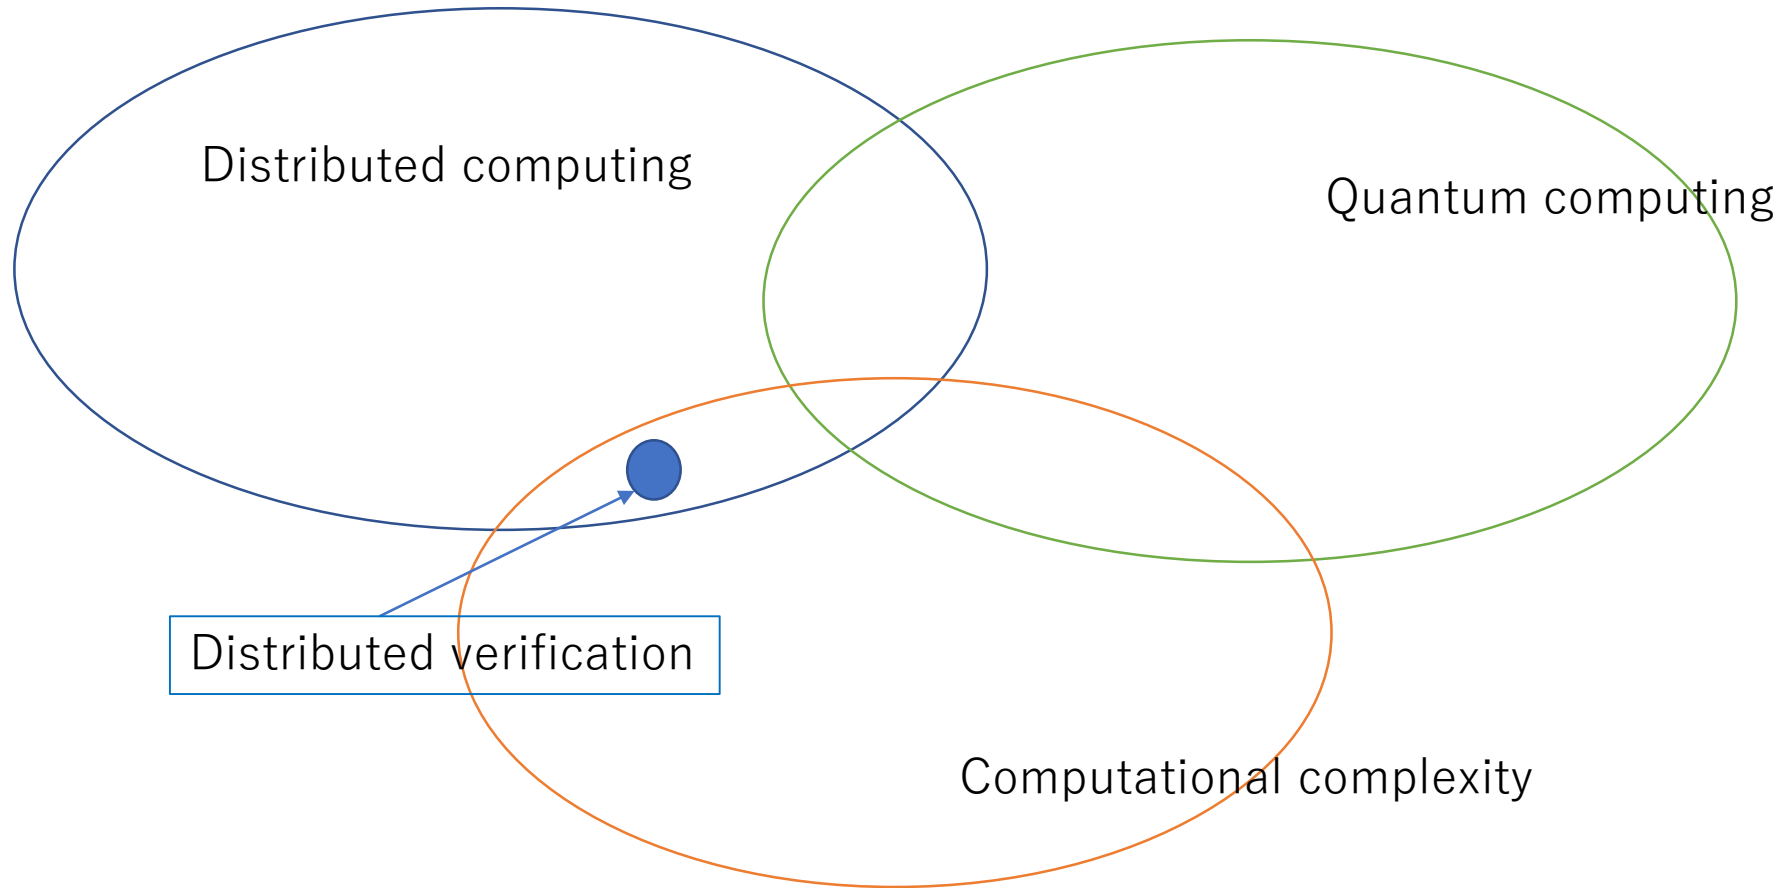 Distributed computing
Quantum computing
Distributed verification
Computational complexity